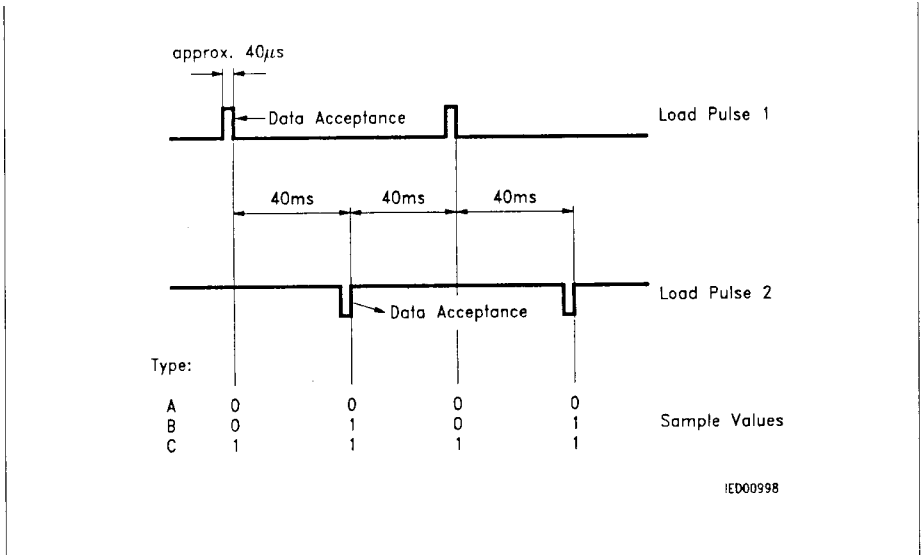 approx. 40µs
Data Acceptance
Load Pulse 1
40ms 40ms 40ms
Load Pulse 2
Data Acceptance
Type:
A 0 0 0 0
B 0 1 0 1 Sample Values
C 1 1 1 1
IED00998